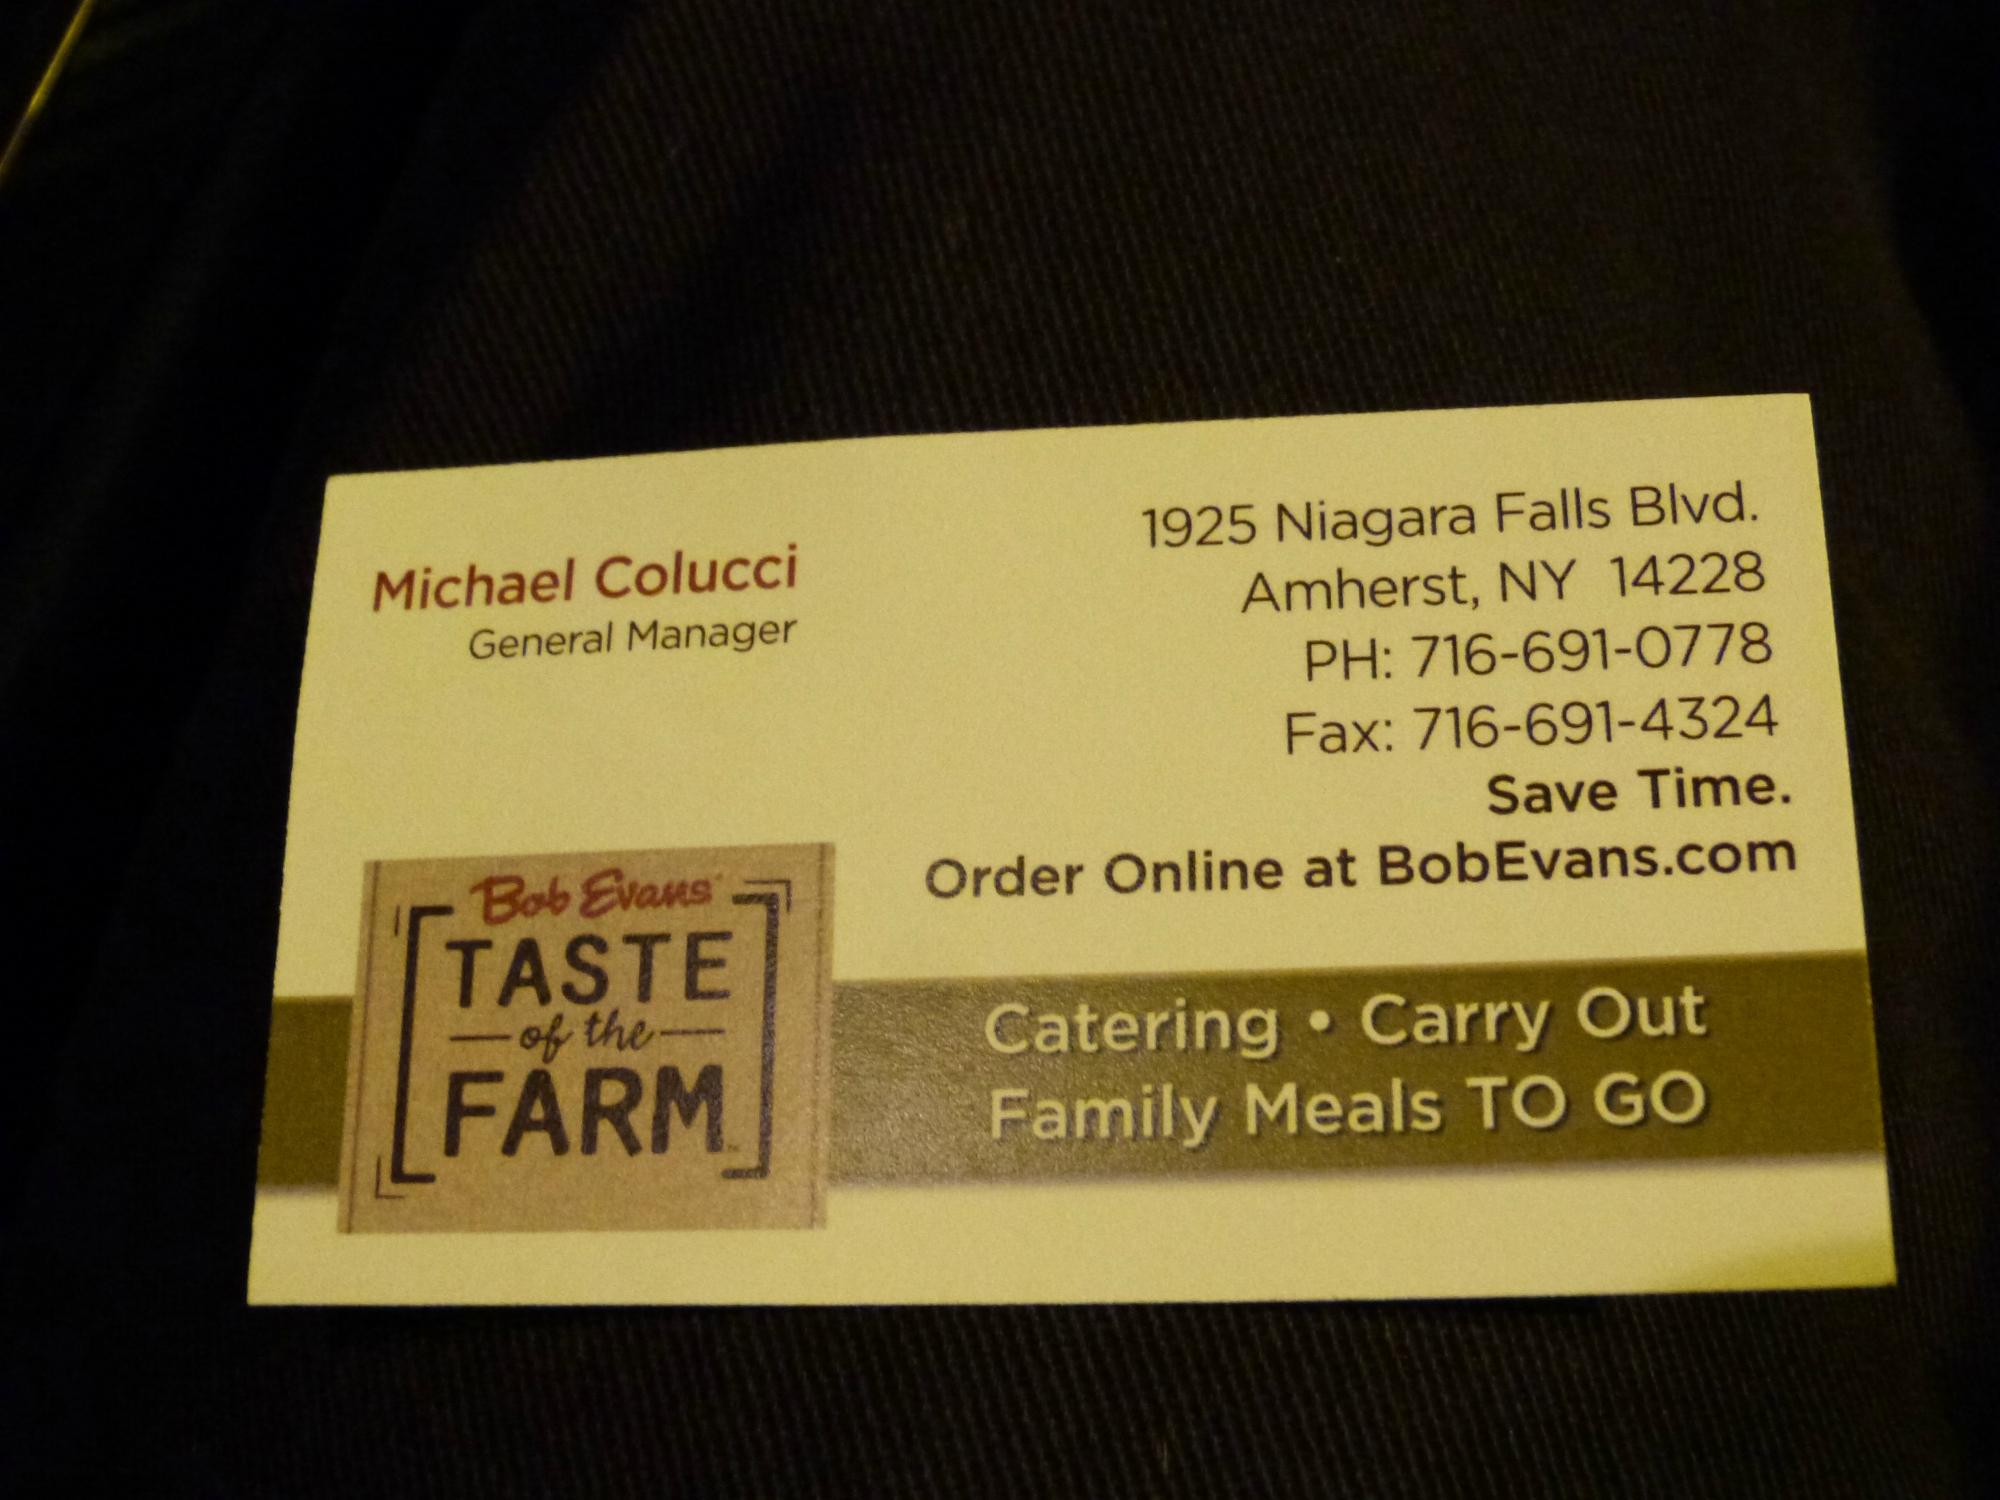 Michael Colucci
General Manager
1925 Niagara Falls Blvd.
Amherst, NY 14228
PH: 716-691-0778
Fax: 716-691-4324
Save Time.
Order Online at BobEvans.com
Bob Evans
TASTE
of the
FARM
Catering • Carry Out
Family Meals TO GO